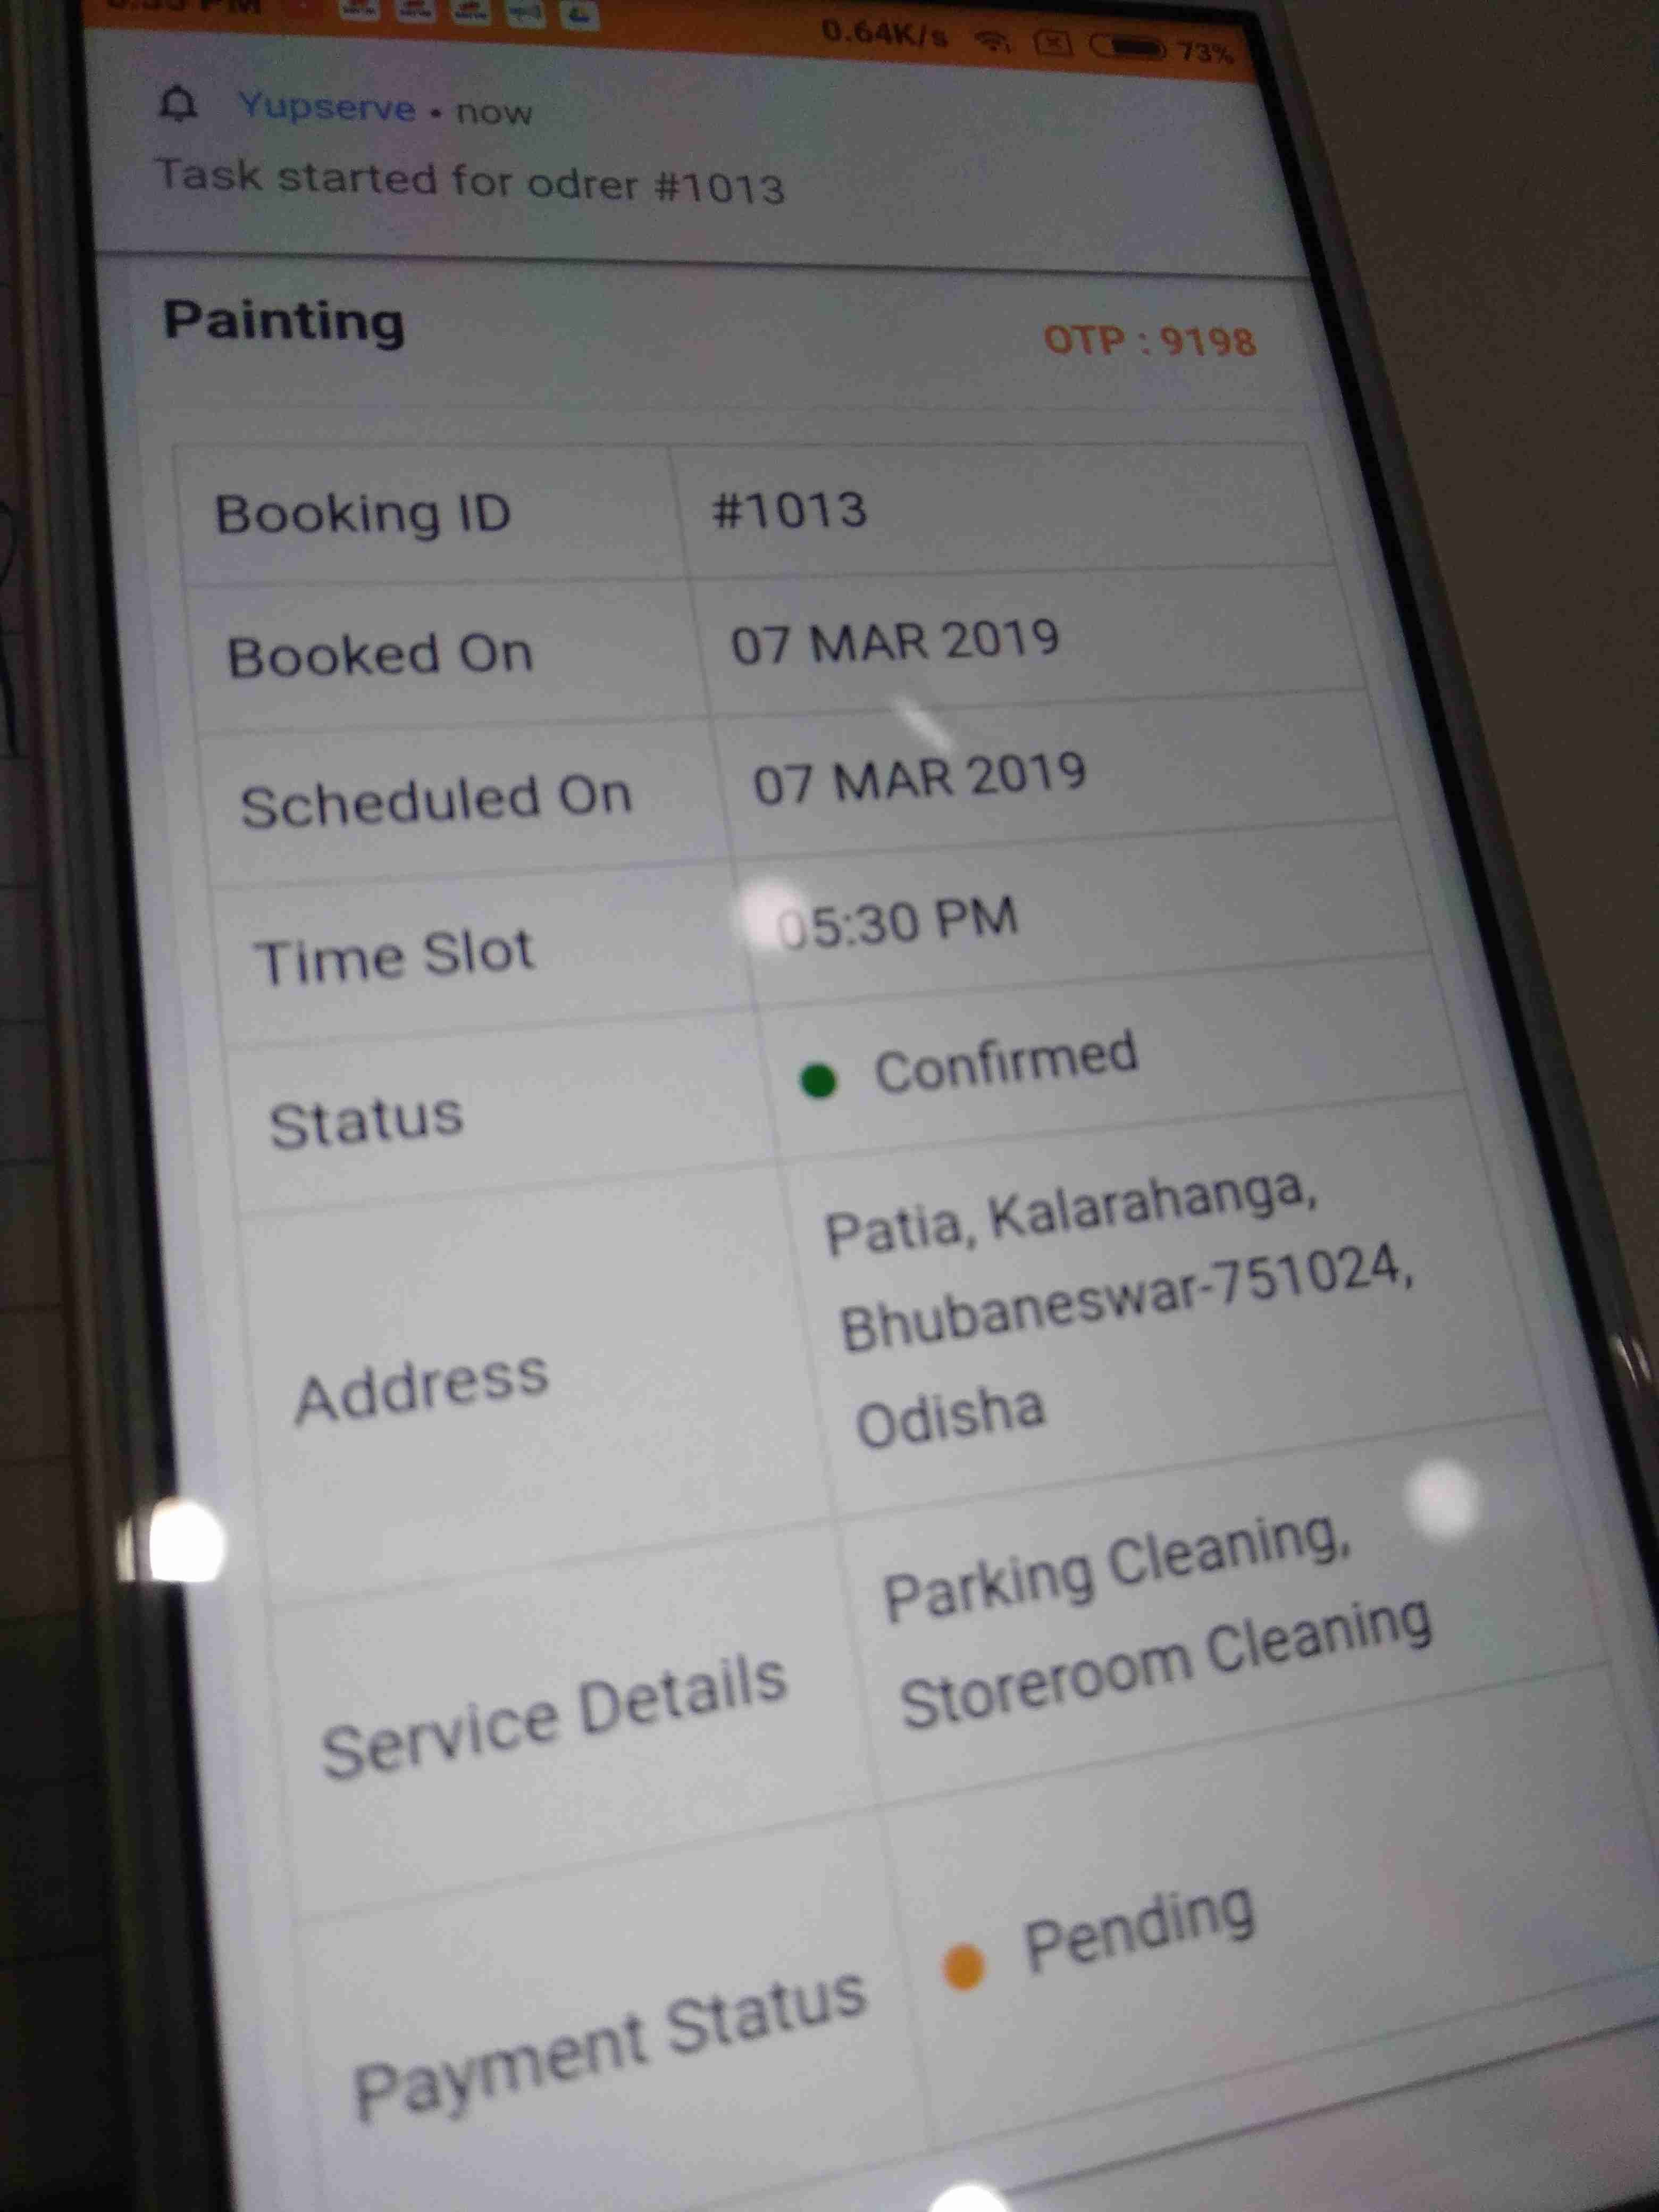 0.64K/s 73%
Yupserve • now
Task started for odrer #1013
Painting
OTP : 9198
Booking ID #1013
Booked On 07 MAR 2019
Scheduled On 07 MAR 2019
Time Slot 05:30 PM
Status Confirmed
Patia, Kalarahanga,
Address Bhubaneswar-751024,
Odisha
Service Details Parking Cleaning,
Storeroom Cleaning
Payment Status Pending